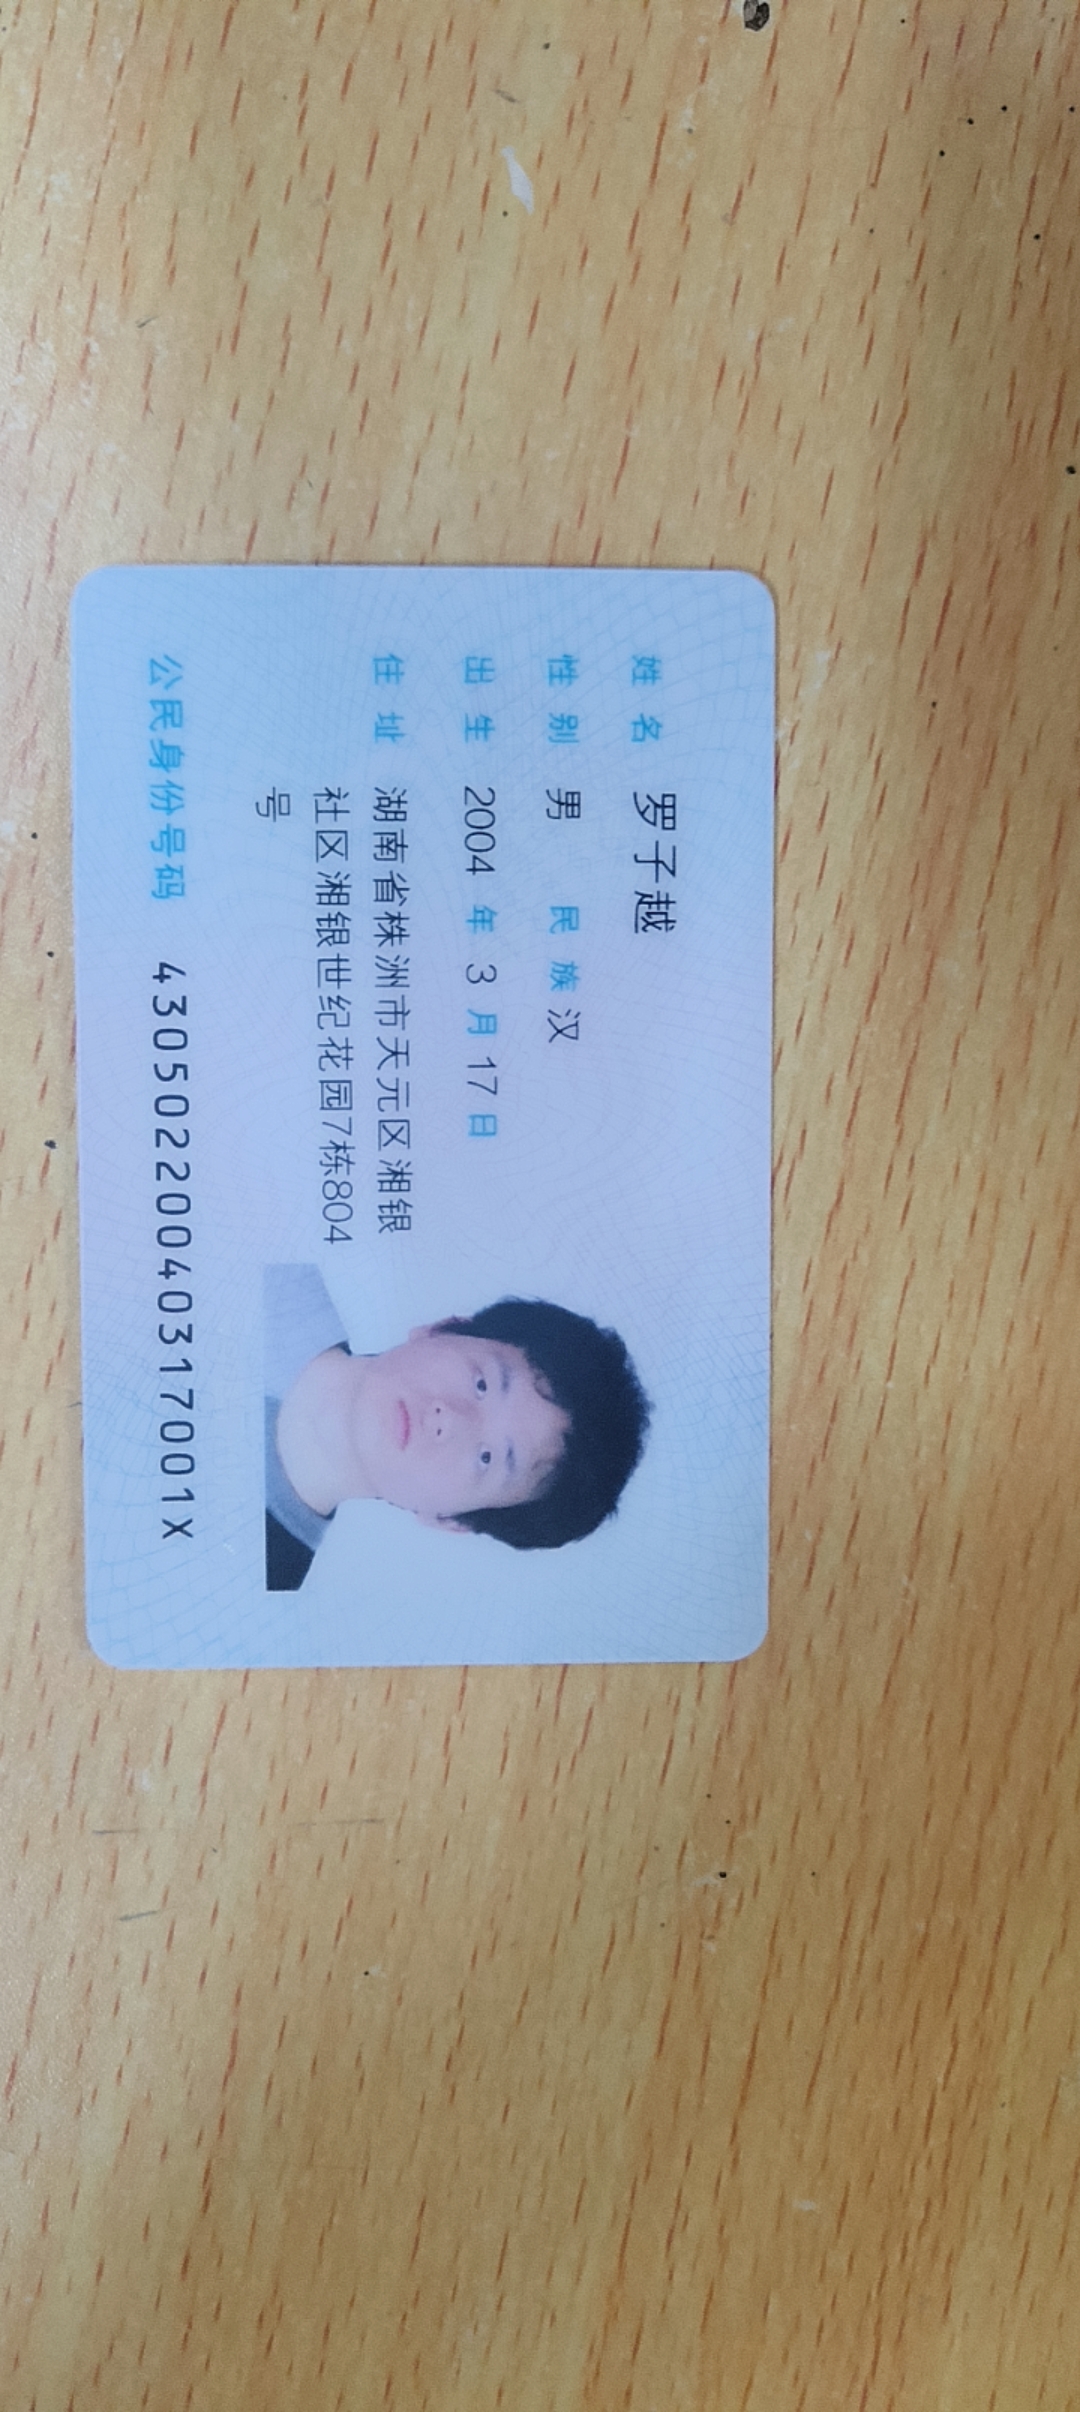 姓名 罗子越
性别 男 民族 汉
出生 2004 年 3 月 17 日
住址 湖南省株洲市天元区湘银
社区湘银世纪花园7栋804
号
公民身份号码 43050220040317001X